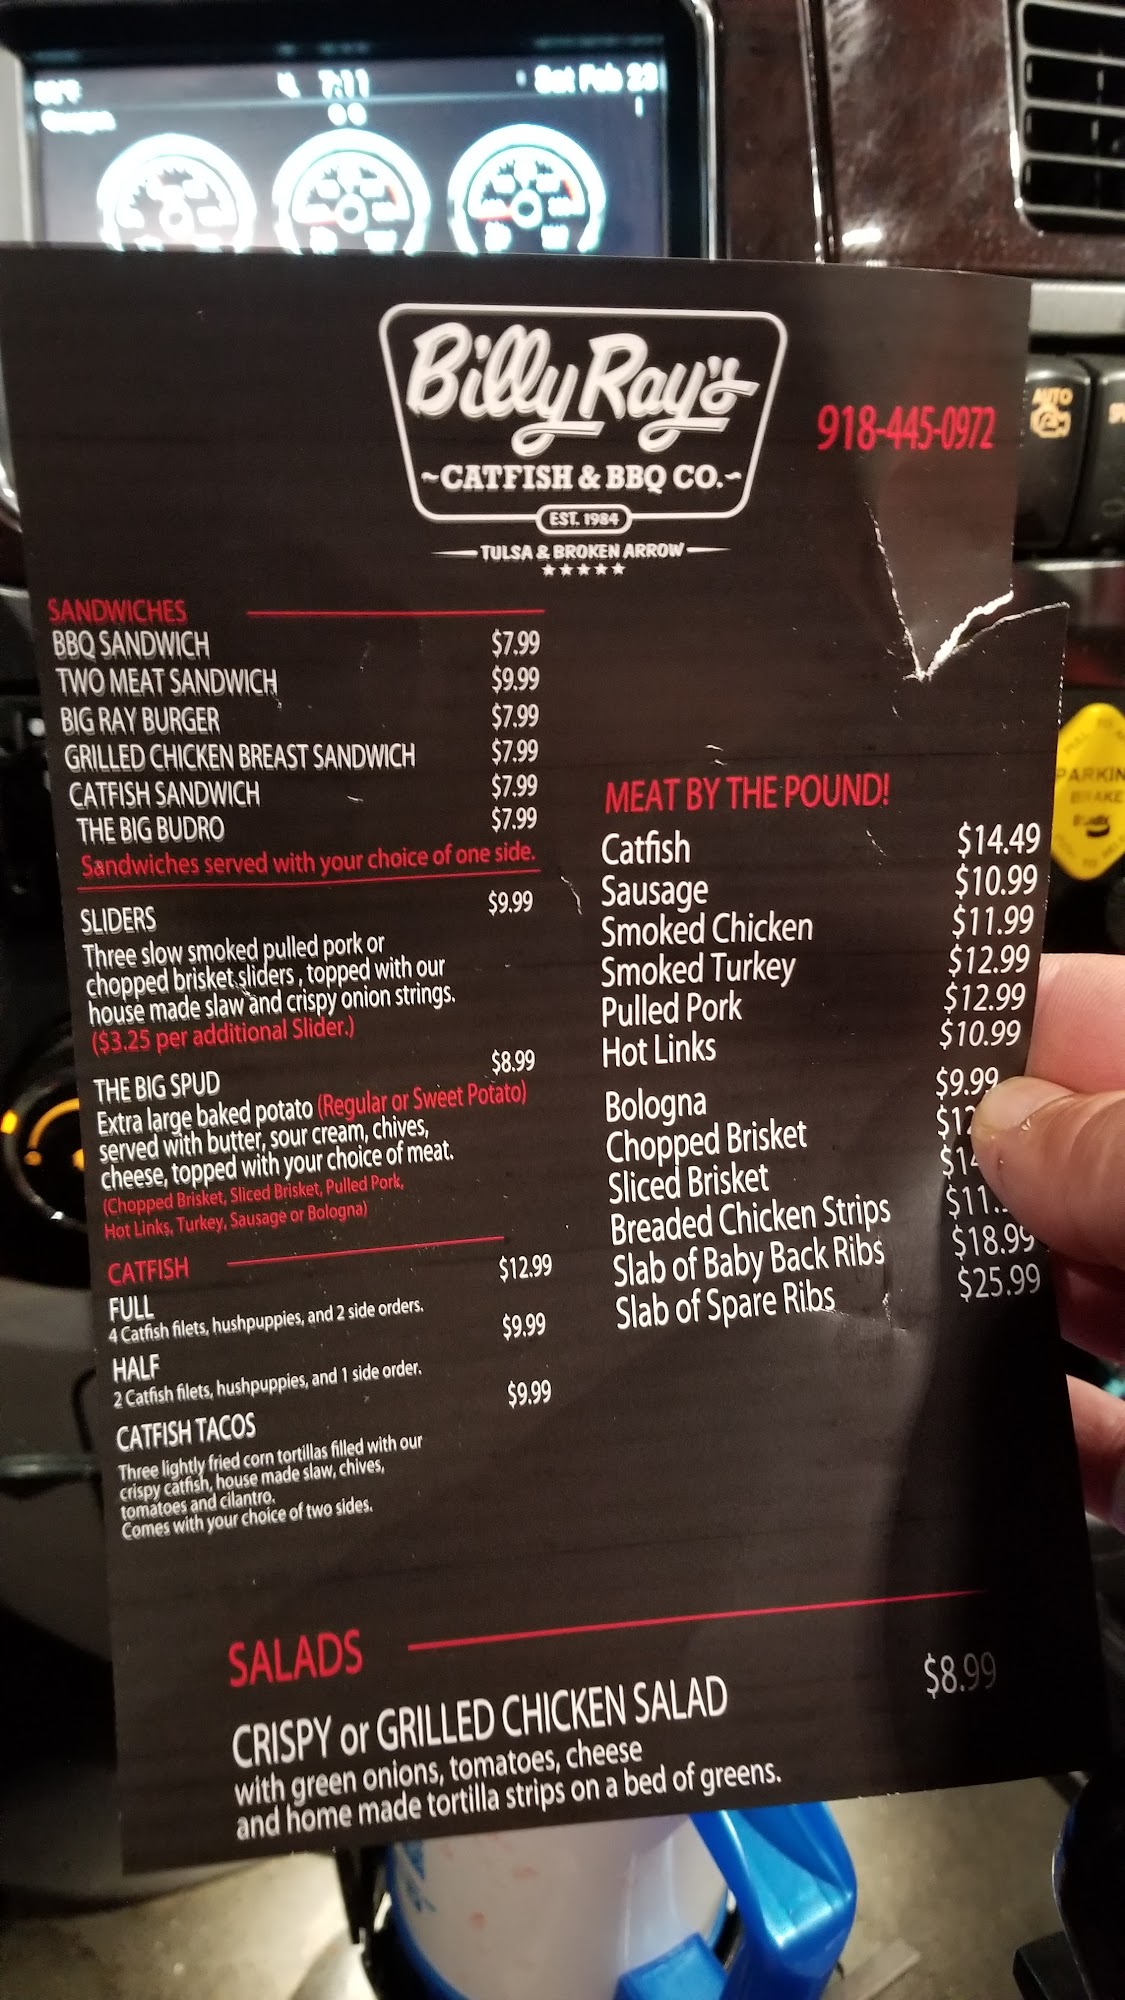 7:11
Sat Feb 23
Billy Ray's
~CATFISH & BBQ CO.~
EST. 1984
TULSA & BROKEN ARROW
918-445-0972
AUTO
SANDWICHES
BBQ SANDWICH $7.99
TWO MEAT SANDWICH $9.99
BIG RAY BURGER $7.99
GRILLED CHICKEN BREAST SANDWICH $7.99
CATFISH SANDWICH $7.99
THE BIG BUDRO $7.99
Sandwiches served with your choice of one side.
SLIDERS $9.99
Three slow smoked pulled pork or
chopped brisket sliders , topped with our
house made slaw and crispy onion strings.
($3.25 per additional Slider.)
THE BIG SPUD $8.99
Extra large baked potato (Regular or Sweet Potato)
served with butter, sour cream, chives,
cheese, topped with your choice of meat.
(Chopped Brisket, Sliced Brisket, Pulled Pork,
Hot Links, Turkey, Sausage or Bologna)
CATFISH
FULL $12.99
4 Catfish filets, hushpuppies, and 2 side orders.
HALF $9.99
2 Catfish filets, hushpuppies, and 1 side order.
CATFISH TACOS $9.99
Three lightly fried corn tortillas filled with our
crispy catfish, house made slaw, chives,
tomatoes and cilantro.
Comes with your choice of two sides.
MEAT BY THE POUND!
Catfish $14.49
Sausage $10.99
Smoked Chicken $11.99
Smoked Turkey $12.99
Pulled Pork $12.99
Hot Links $10.99
Bologna $9.99
Chopped Brisket $12
Sliced Brisket $14
Breaded Chicken Strips $11.
Slab of Baby Back Ribs $18.99
Slab of Spare Ribs $25.99
PARKIN
BRAKE
SALADS
CRISPY or GRILLED CHICKEN SALAD $8.99
with green onions, tomatoes, cheese
and home made tortilla strips on a bed of greens.